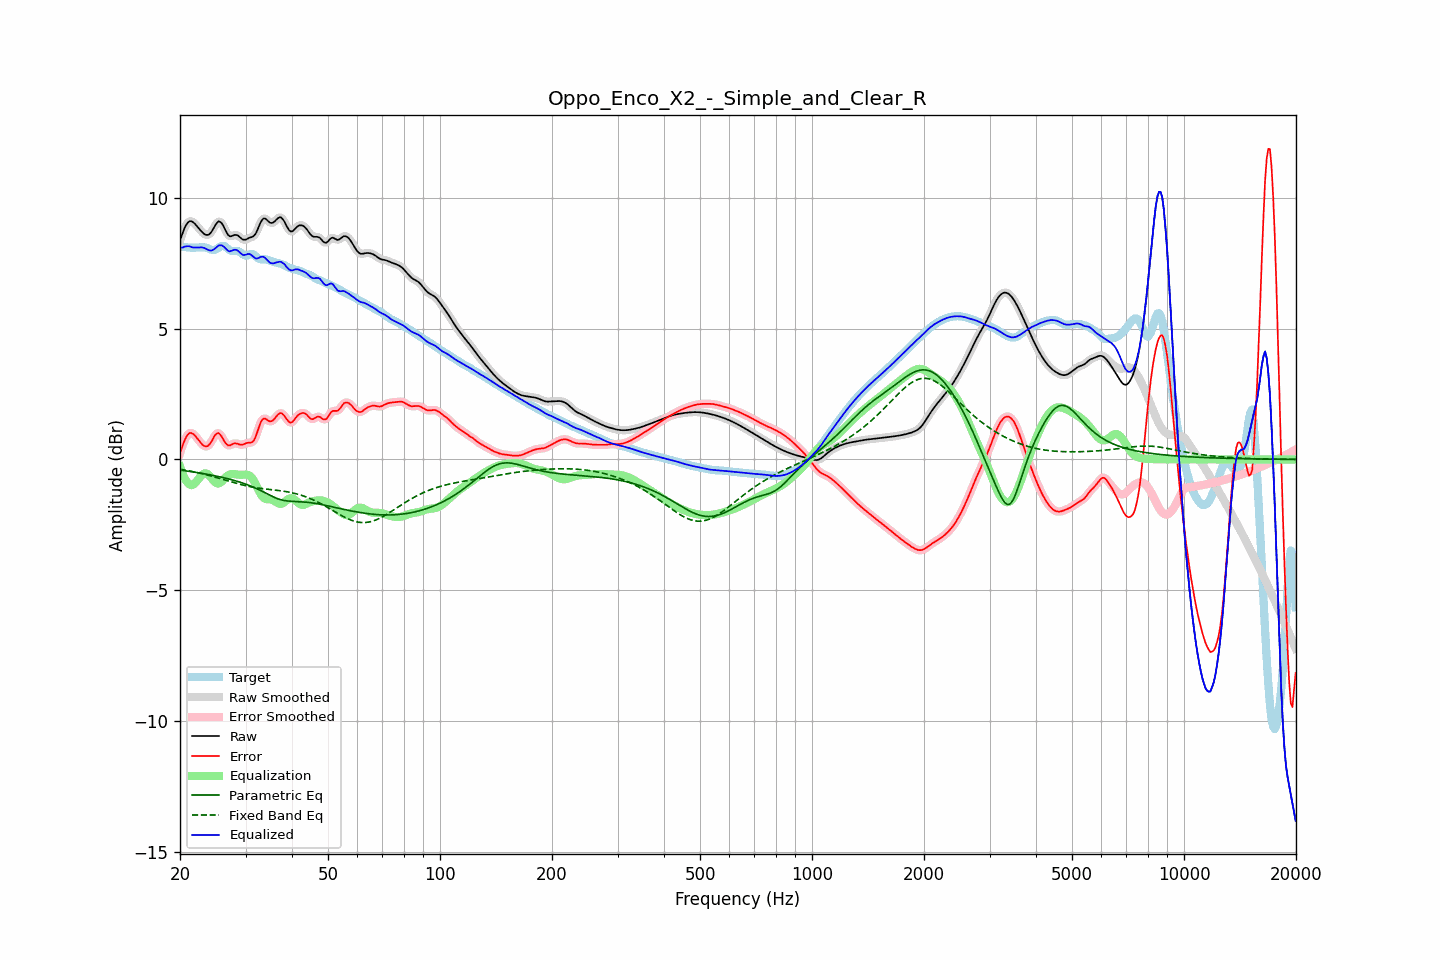 Oppo_Enco_X2_-_Simple_and_Clear_R
Amplitude (dBr)
10
5
0
−5
−10
−15
Target
Raw Smoothed
Error Smoothed
Raw
Error
Equalization
Parametric Eq
Fixed Band Eq
Equalized
20 50 100 200 500 1000 2000 5000 10000 20000
Frequency (Hz)